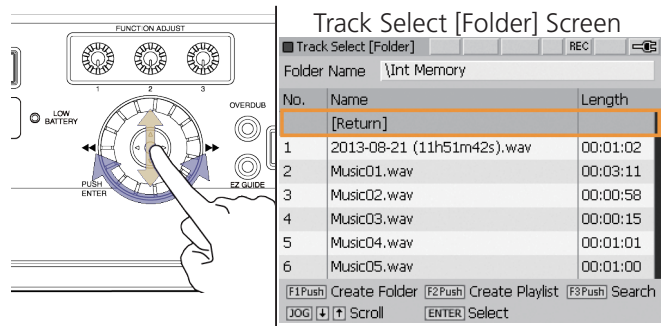 FUNCTION ADJUST
1 2 3
LOW BATTERY
OVERDUB
PUSH ENTER
EZ GUIDE
Track Select [Folder] Screen
Track Select [Folder] REC
Folder Name \Int Memory
No. Name Length
[Return]
1 2013-08-21 (11h51m42s).wav 00:01:02
2 Music01.wav 00:03:11
3 Music02.wav 00:00:58
4 Music03.wav 00:00:15
5 Music04.wav 00:01:01
6 Music05.wav 00:01:00
F1Push Create Folder F2Push Create Playlist F3Push Search
JOG Scroll ENTER Select